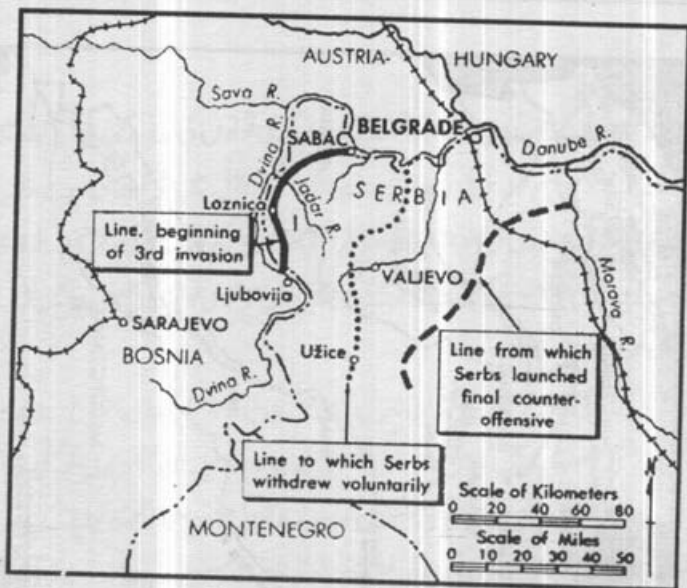 AUSTRIA-
HUNGARY
Sava R.
Dvina R.
SABAC
BELGRADE
Danube R.
SERBIA
Loznica
Jadar R.
Line, beginning
of 3rd invasion
VALJEVO
Ljubovija
Morava R.
SARAJEVO
BOSNIA
Užice
Line from which
Serbs launched
final counter-
offensive
Dvina R.
Line to which Serbs
withdrew voluntarily
Scale of Kilometers
0 20 40 60 80
Scale of Miles
0 10 20 30 40 50
MONTENEGRO